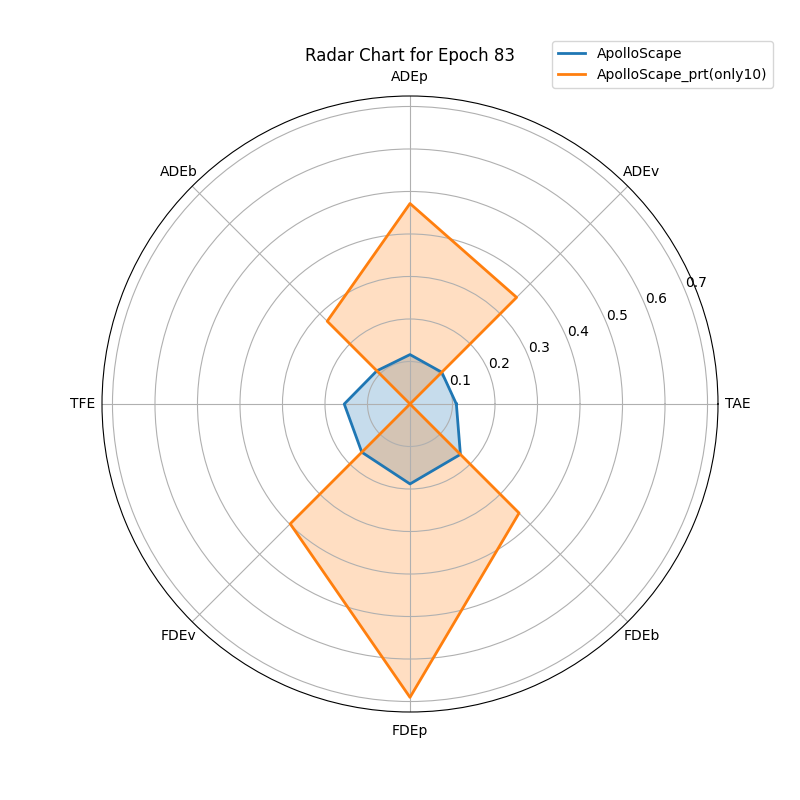 Radar Chart for Epoch 83
ApolloScape
ApolloScape_prt(only10)
ADEp
ADEb
ADEv
0.7
0.6
0.5
0.4
0.3
0.2
0.1
TFE
TAE
FDEv
FDEb
FDEp